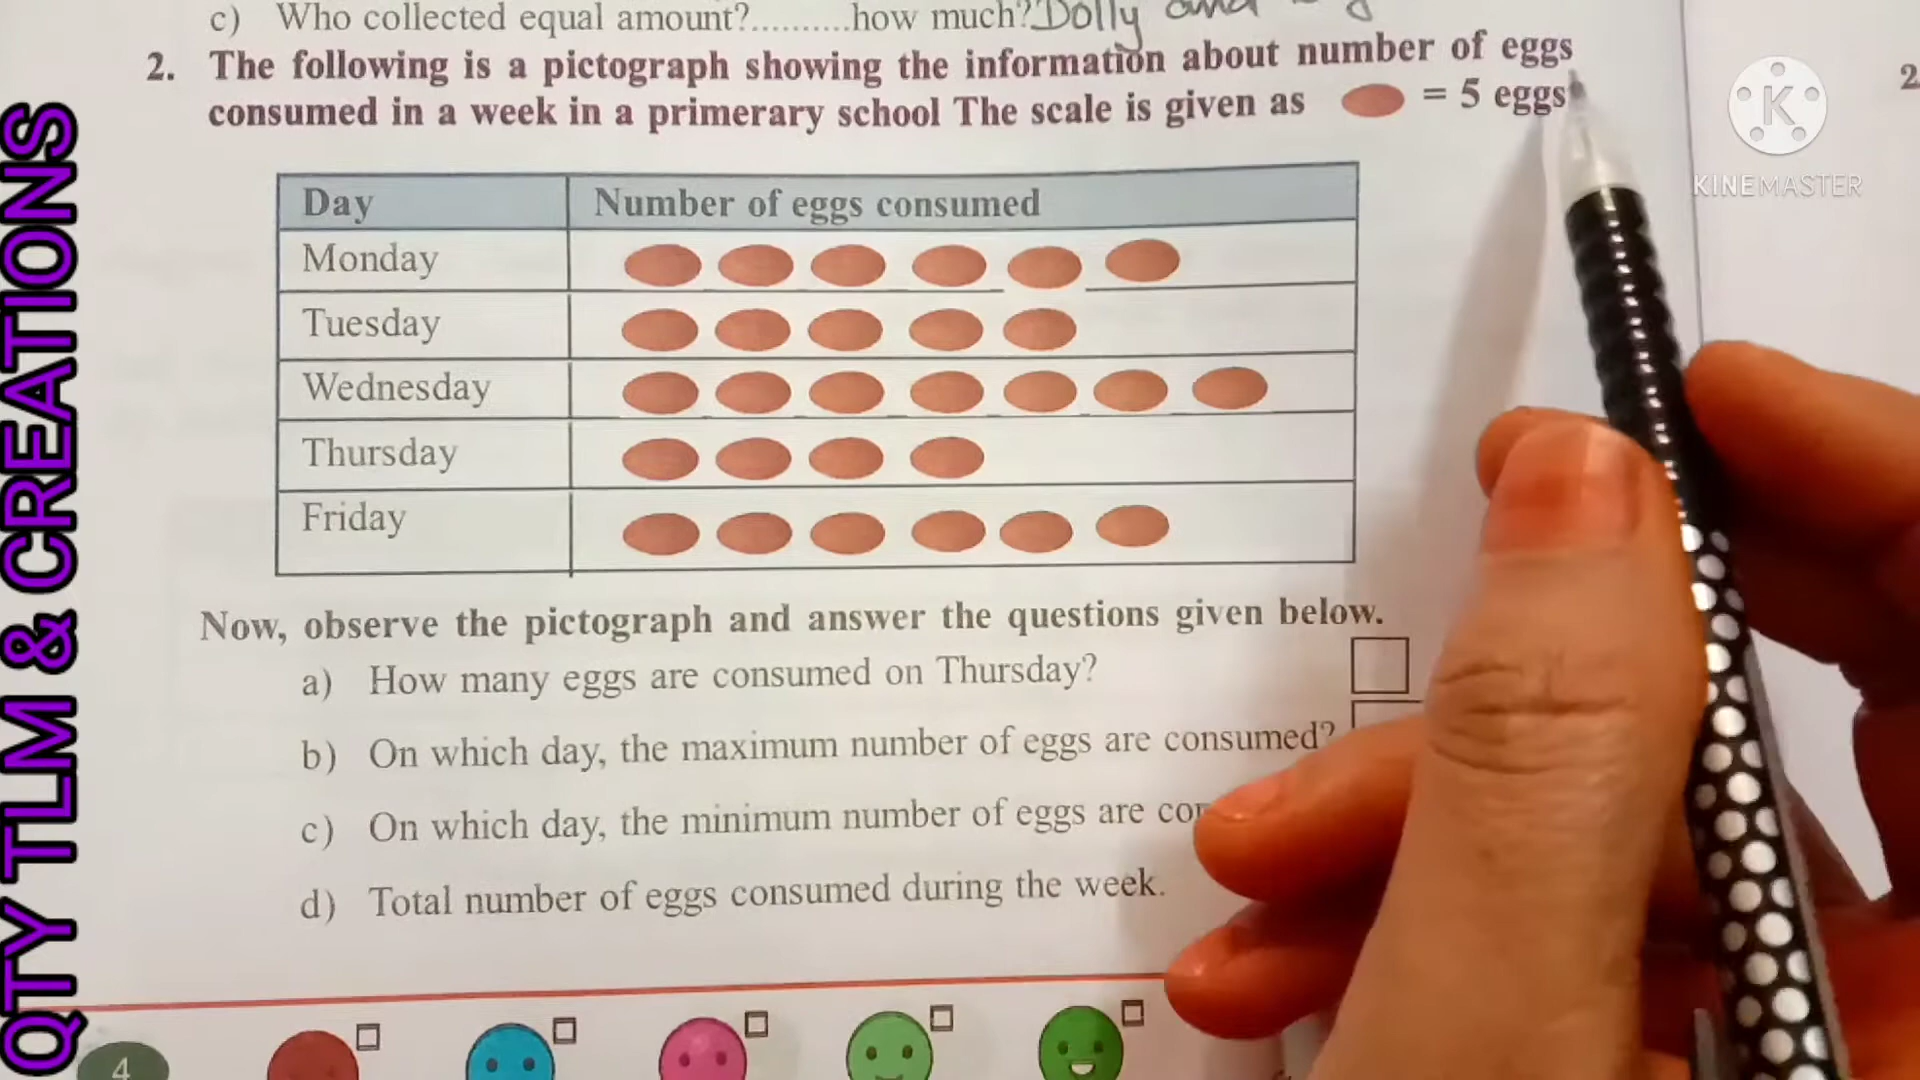 c) Who collected equal amount?..........how much? Dolly and
2. The following is a pictograph showing the information about number of eggs
consumed in a week in a primerary school The scale is given as = 5 eggs
Day Number of eggs consumed
Monday
Tuesday
Wednesday
Thursday
Friday
Now, observe the pictograph and answer the questions given below.
a) How many eggs are consumed on Thursday?
b) On which day, the maximum number of eggs are consumed?
c) On which day, the minimum number of eggs are
d) Total number of eggs consumed during the week.
4
QTY TLM & CREATIONS
K
KINEMASTER
2